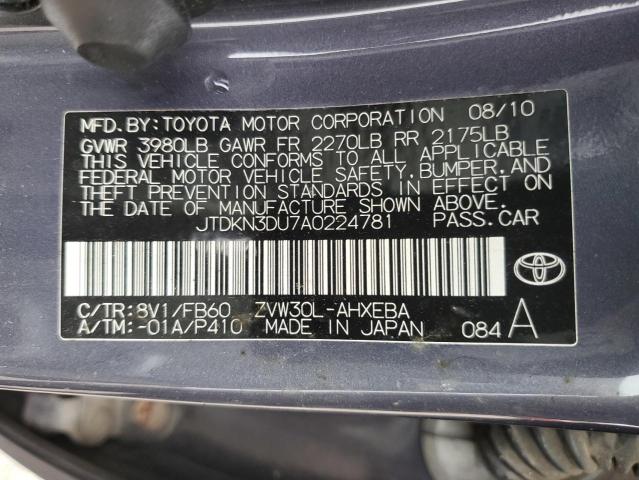 MFD.BY:TOYOTA MOTOR CORPORATION 08/10
GVWR 3980LB GAWR FR 2270LB RR 2175LB
THIS VEHICLE CONFORMS TO ALL APPLICABLE
FEDERAL MOTOR VEHICLE SAFETY,BUMPER,AND
THEFT PREVENTION STANDARDS IN EFFECT ON
THE DATE OF MANUFACTURE SHOWN ABOVE.
JTDKN3DU7A0224781 PASS.CAR
C/TR:8V1/FB60 ZVW30L-AHXEBA
A/TM:-01A/P410 MADE IN JAPAN 084 A